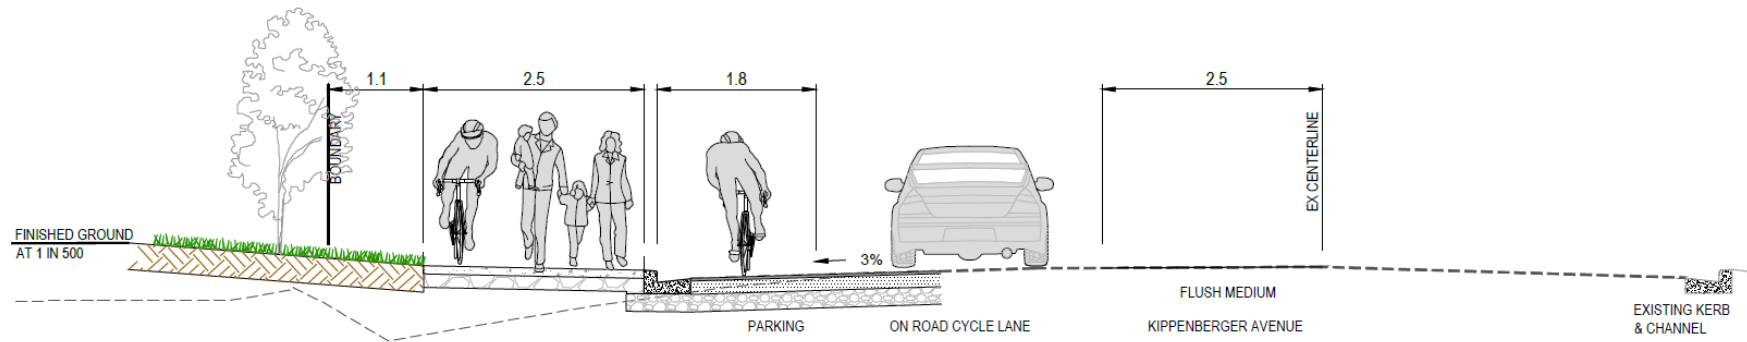 1.1
2.5
1.8
2.5
BOUNDARY
EX CENTERLINE
FINISHED GROUND
AT 1 IN 500
3%
FLUSH MEDIUM
PARKING
ON ROAD CYCLE LANE
KIPPENBERGER AVENUE
EXISTING KERB
& CHANNEL